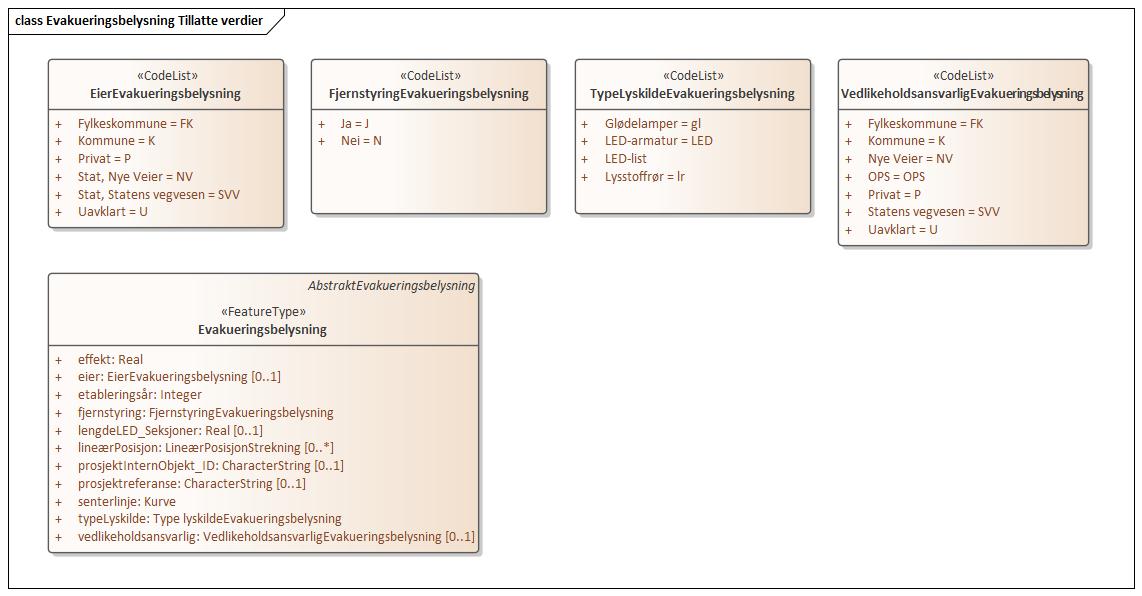 class Evakueringsbelysning Tillatte verdier
«CodeList»
EierEvakueringsbelysning
+ Fylkeskommune = FK
+ Kommune = K
+ Privat = P
+ Stat, Nye Veier = NV
+ Stat, Statens vegvesen = SVV
+ Uavklart = U
«CodeList»
FjernstyringEvakueringsbelysning
+ Ja = J
+ Nei = N
«CodeList»
TypeLyskildeEvakueringsbelysning
+ Glødelamper = gl
+ LED-armatur = LED
+ LED-list
+ Lysstoffrør = lr
«CodeList»
VedlikeholdsansvarligEvakueringsbelysning
+ Fylkeskommune = FK
+ Kommune = K
+ Nye Veier = NV
+ OPS = OPS
+ Privat = P
+ Statens vegvesen = SVV
+ Uavklart = U
AbstraktEvakueringsbelysning
«FeatureType»
Evakueringsbelysning
+ effekt: Real
+ eier: EierEvakueringsbelysning [0..1]
+ etableringsår: Integer
+ fjernstyring: FjernstyringEvakueringsbelysning
+ lengdeLED_Seksjoner: Real [0..1]
+ lineærPosisjon: LineærPosisjonStrekning [0..*]
+ prosjektInternObjekt_ID: CharacterString [0..1]
+ prosjektreferanse: CharacterString [0..1]
+ senterlinje: Kurve
+ typeLyskilde: Type lyskildeEvakueringsbelysning
+ vedlikeholdsansvarlig: VedlikeholdsansvarligEvakueringsbelysning [0..1]